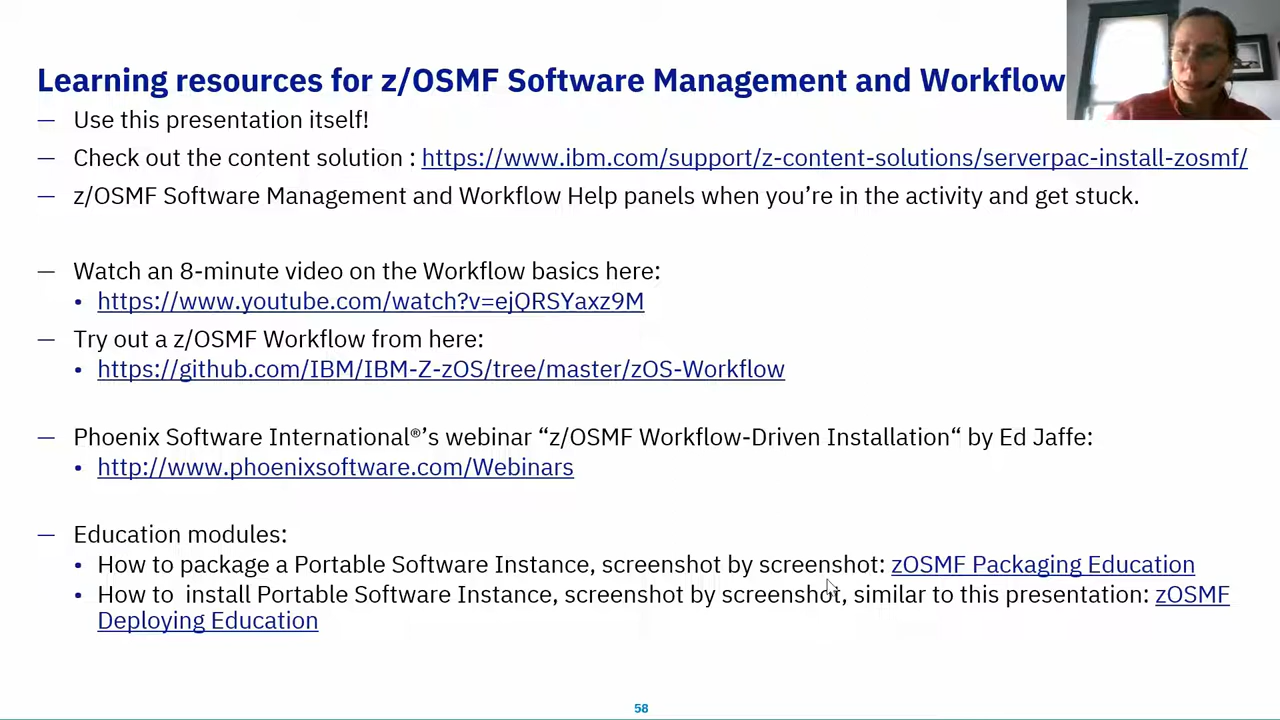 Learning resources for z/OSMF Software Management and Workflow
— Use this presentation itself!
— Check out the content solution : https://www.ibm.com/support/z-content-solutions/serverpac-install-zosmf/
— z/OSMF Software Management and Workflow Help panels when you’re in the activity and get stuck.
— Watch an 8-minute video on the Workflow basics here:
• https://www.youtube.com/watch?v=ejQRSYaxz9M
— Try out a z/OSMF Workflow from here:
• https://github.com/IBM/IBM-Z-zOS/tree/master/zOS-Workflow
— Phoenix Software International®’s webinar “z/OSMF Workflow-Driven Installation“ by Ed Jaffe:
• http://www.phoenixsoftware.com/Webinars
— Education modules:
• How to package a Portable Software Instance, screenshot by screenshot: zOSMF Packaging Education
• How to  install Portable Software Instance, screenshot by screenshot, similar to this presentation: zOSMF
Deploying Education
58